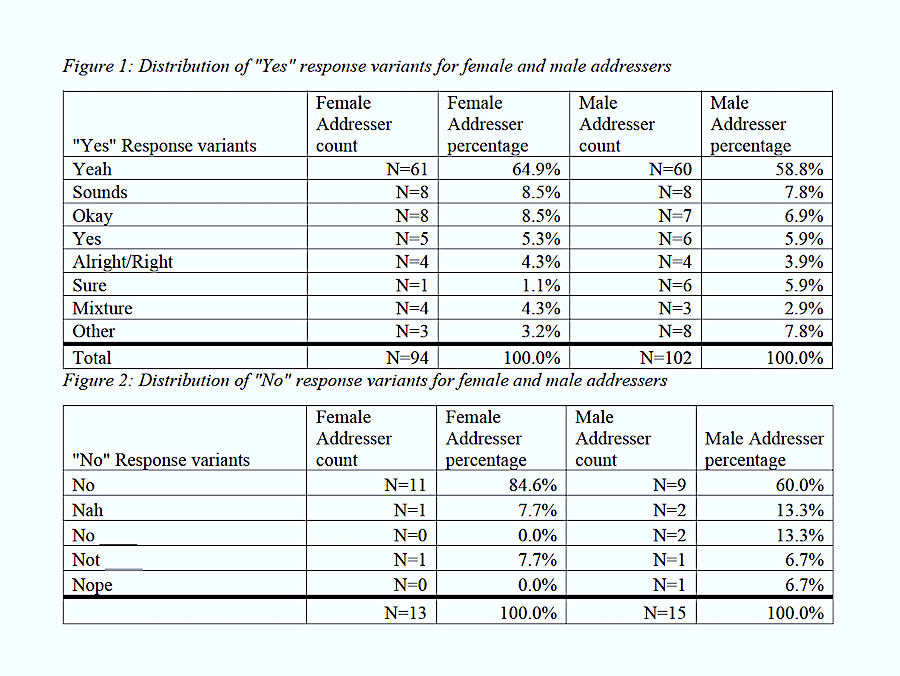 Figure 1: Distribution of "Yes" response variants for female and male addressers
"Yes" Response variants Female Addresser count Female Addresser percentage Male Addresser count Male Addresser percentage
Yeah N=61 64.9% N=60 58.8%
Sounds N=8 8.5% N=8 7.8%
Okay N=8 8.5% N=7 6.9%
Yes N=5 5.3% N=6 5.9%
Alright/Right N=4 4.3% N=4 3.9%
Sure N=1 1.1% N=6 5.9%
Mixture N=4 4.3% N=3 2.9%
Other N=3 3.2% N=8 7.8%
Total N=94 100.0% N=102 100.0%
Figure 2: Distribution of "No" response variants for female and male addressers
"No" Response variants Female Addresser count Female Addresser percentage Male Addresser count Male Addresser percentage
No N=11 84.6% N=9 60.0%
Nah N=1 7.7% N=2 13.3%
No ____ N=0 0.0% N=2 13.3%
Not ____ N=1 7.7% N=1 6.7%
Nope N=0 0.0% N=1 6.7%
N=13 100.0% N=15 100.0%